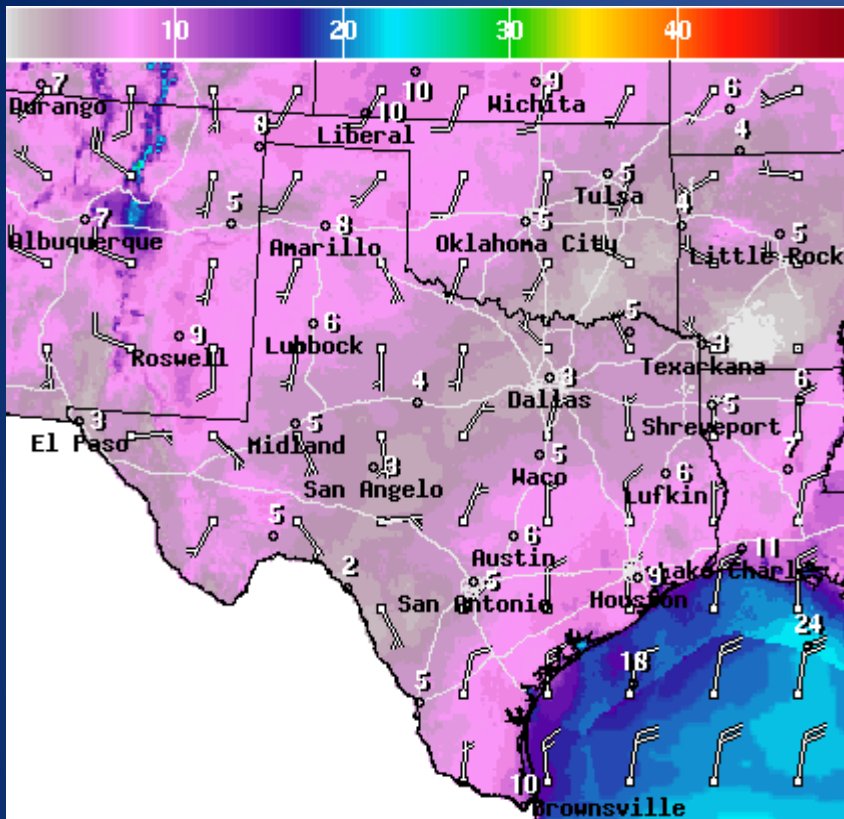 10 20 30 40
7 10 9 6
Durango Wichita
10
Liberal
8 4
5
Tulsa
7 5 8 5 4 5
Albuquerque Amarillo Oklahoma City Little Rock
9 6 5 3
Roswell Lubbock Texarkana
4 3 6
Dallas
3 5 5
El Paso Midland Shreveport
3 5 6 7
San Angelo Waco Lufkin
5 6 11
Austin
2 5 9 Lake Charles
San Antonio Houston
24
18
5
10
Brownsville